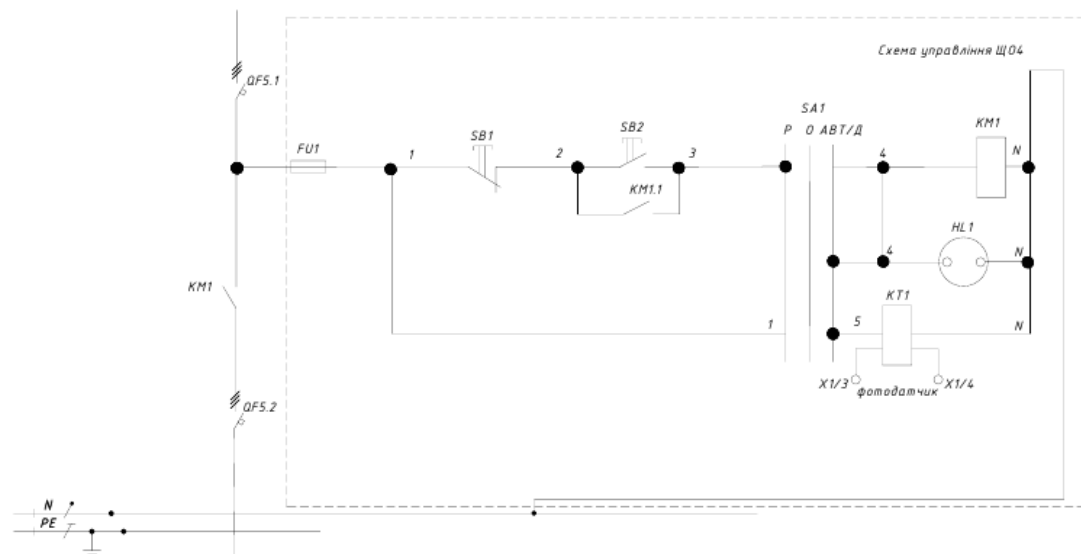 Схема управління ЩО4
QF5.1
SA1
SB1
SB2
Р О АВТ/Д
KM1
FU1
1
2
3
4
N
KM1.1
HL1
4
N
KM1
KT1
1
5
N
X1/3
X1/4
фотодатчик
QF5.2
N
PE